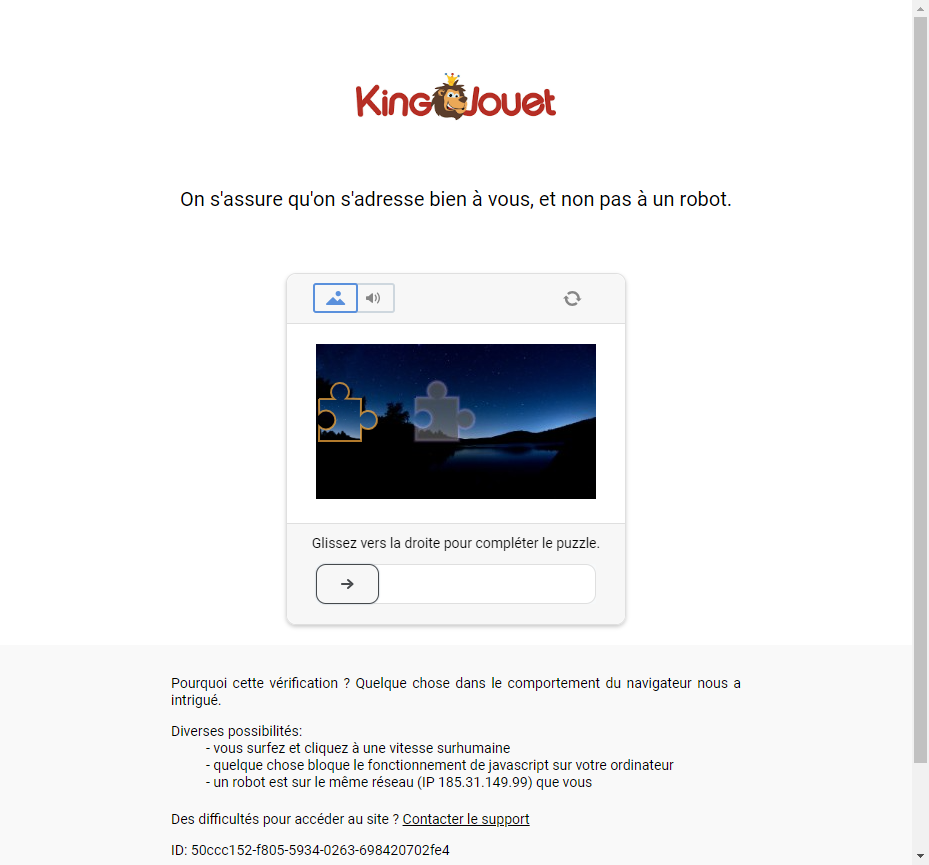 King Jouet
On s'assure qu'on s'adresse bien à vous, et non pas à un robot.
Glissez vers la droite pour compléter le puzzle.
Pourquoi cette vérification ? Quelque chose dans le comportement du navigateur nous a
intrigué.
Diverses possibilités:
- vous surfez et cliquez à une vitesse surhumaine
- quelque chose bloque le fonctionnement de javascript sur votre ordinateur
- un robot est sur le même réseau (IP 185.31.149.99) que vous
Des difficultés pour accéder au site ? Contacter le support
ID: 50ccc152-f805-5934-0263-698420702fe4